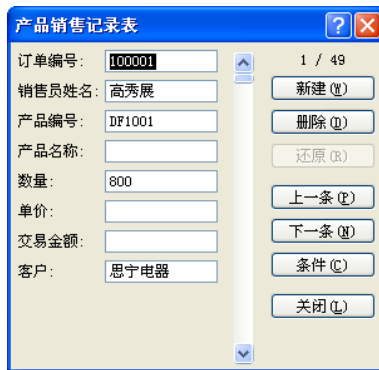 产品销售记录表
订单编号: 100001
销售员姓名: 高秀展
产品编号: DF1001
产品名称:
数量: 800
单价:
交易金额:
客户: 思宁电器
1 / 49
新建(W)
删除(D)
还原(R)
上一条(P)
下一条(N)
条件(C)
关闭(L)